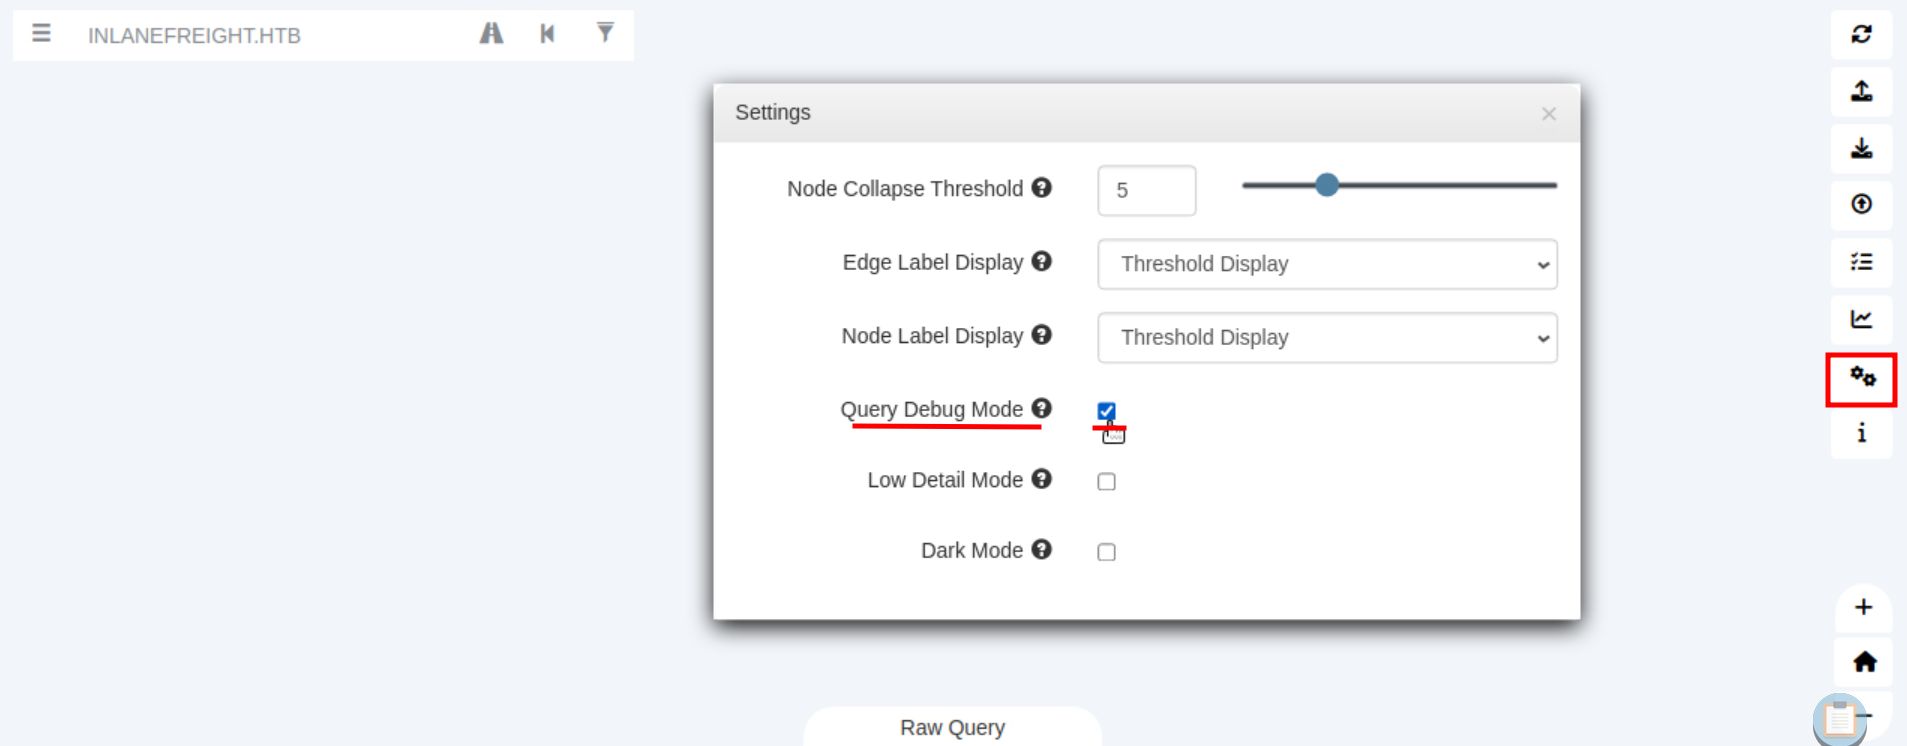 INLANEFREIGHT.HTB
Settings
Node Collapse Threshold
5
Edge Label Display
Threshold Display
Node Label Display
Threshold Display
Query Debug Mode
Low Detail Mode
Dark Mode
Raw Query